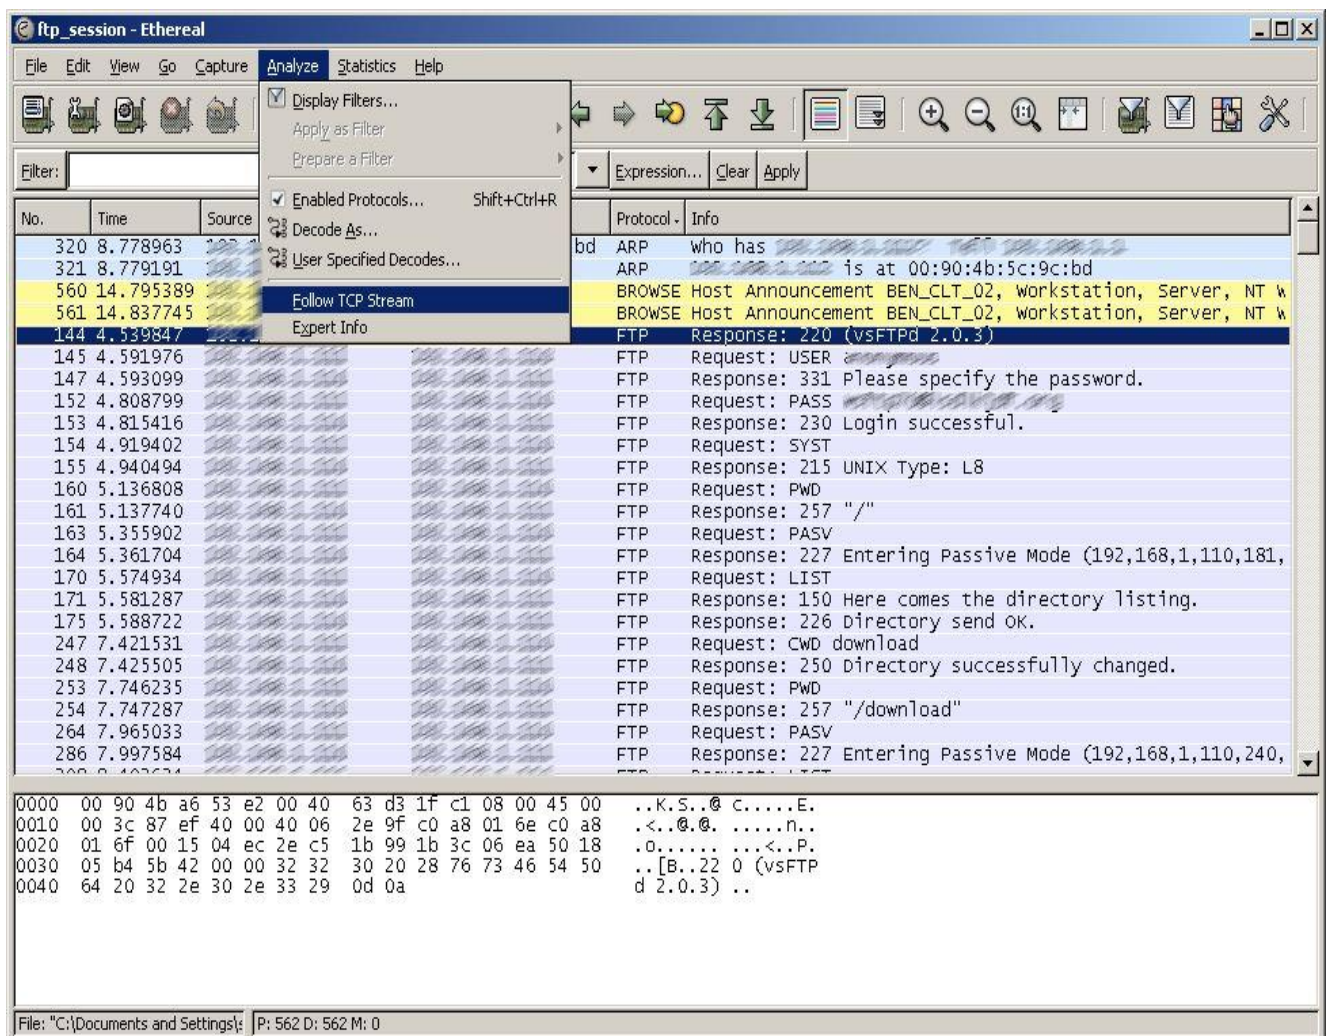 ftp_session - Ethereal
File Edit View Go Capture Analyze Statistics Help
Display Filters...
Apply as Filter
Prepare a Filter
Enabled Protocols... Shift+Ctrl+R
Decode As...
User Specified Decodes...
Follow TCP Stream
Expert Info
Filter: Expression... Clear Apply
No. Time Source Protocol Info
320 8.778963 bd ARP who has
321 8.779191 ARP is at 00:90:4b:5c:9c:bd
560 14.795389 BROWSE Host Announcement BEN_CLT_02, Workstation, Server, NT W
561 14.837745 BROWSE Host Announcement BEN_CLT_02, Workstation, Server, NT W
144 4.539847 FTP Response: 220 (vsFTPd 2.0.3)
145 4.591976 FTP Request: USER
147 4.593099 FTP Response: 331 Please specify the password.
152 4.808799 FTP Request: PASS
153 4.815416 FTP Response: 230 Login successful.
154 4.919402 FTP Request: SYST
155 4.940494 FTP Response: 215 UNIX Type: L8
160 5.136808 FTP Request: PWD
161 5.137740 FTP Response: 257 "/"
163 5.355902 FTP Request: PASV
164 5.361704 FTP Response: 227 Entering Passive Mode (192,168,1,110,181,
170 5.574934 FTP Request: LIST
171 5.581287 FTP Response: 150 Here comes the directory listing.
175 5.588722 FTP Response: 226 Directory send OK.
247 7.421531 FTP Request: CWD download
248 7.425505 FTP Response: 250 Directory successfully changed.
253 7.746235 FTP Request: PWD
254 7.747287 FTP Response: 257 "/download"
264 7.965033 FTP Request: PASV
286 7.997584 FTP Response: 227 Entering Passive Mode (192,168,1,110,240,
0000 00 90 4b a6 53 e2 00 40 63 d3 1f c1 08 00 45 00 ..K.S..@ c.....E.
0010 00 3c 87 ef 40 00 40 06 2e 9f c0 a8 01 6e c0 a8 .<..@.@. .....n..
0020 01 6f 00 15 04 ec 2e c5 1b 99 1b 3c 06 ea 50 18 .o...... ...<..P.
0030 05 b4 5b 42 00 00 32 32 30 20 28 76 73 46 54 50 ..[B..22 0 (vsFTP
0040 64 20 32 2e 30 2e 33 29 0d 0a d 2.0.3) ..
File: "C:\Documents and Settings\s P: 562 D: 562 M: 0